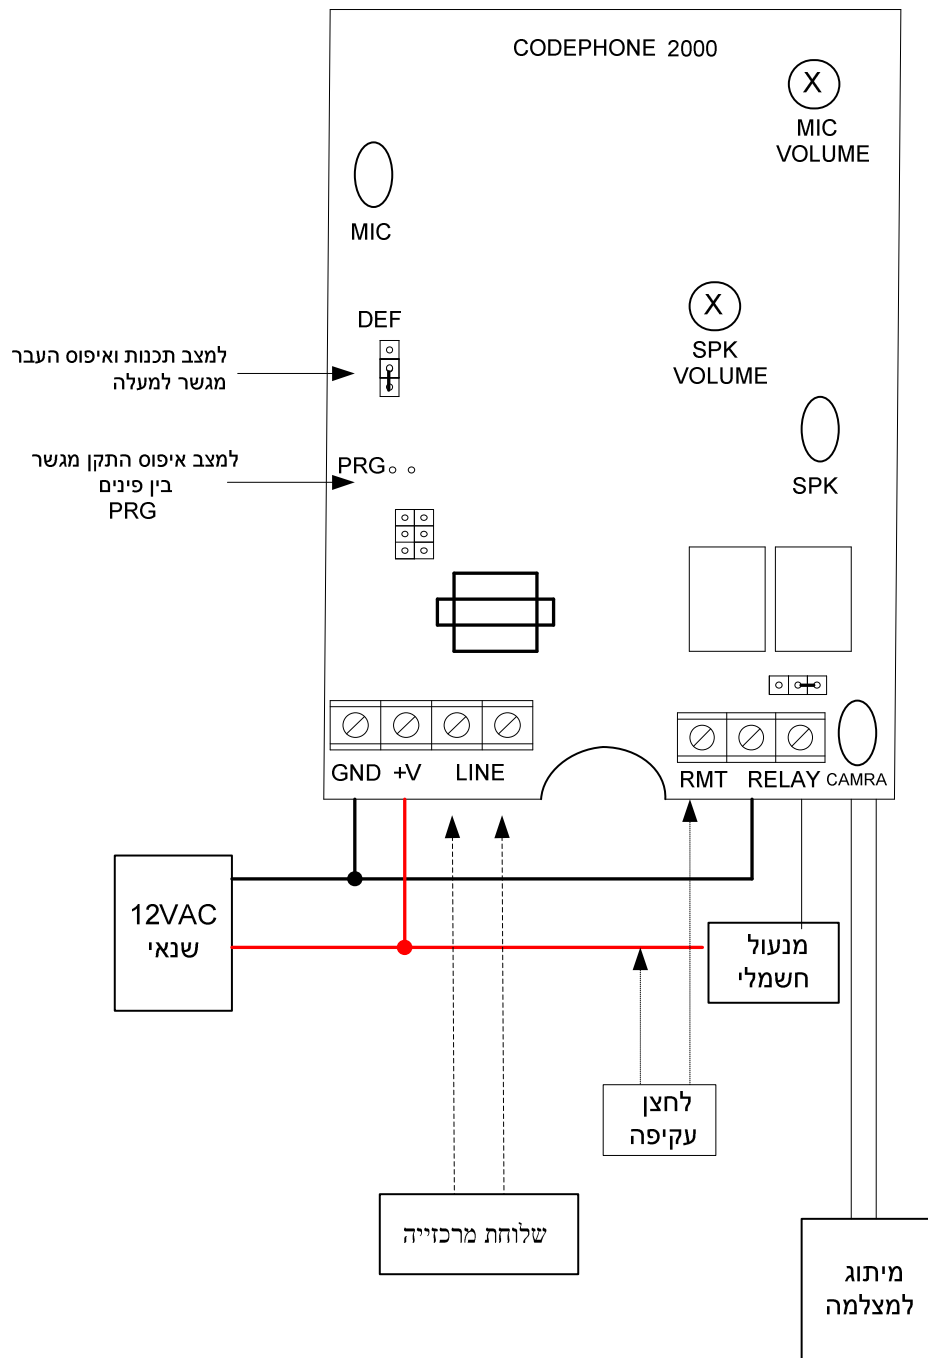 CODEPHONE 2000
X
MIC
VOLUME
MIC
X
DEF
SPK
VOLUME
למצב תכנות ואיפוס העבר
מגשר למעלה
למצב איפוס התקן מגשר
בין פינים
PRG
PRG
SPK
GND +V LINE
RMT RELAY CAMRA
12VAC
שנאי
מנעול
חשמלי
לחצן
עקיפה
שלוחת מרכזייה
מיתוג
למצלמה